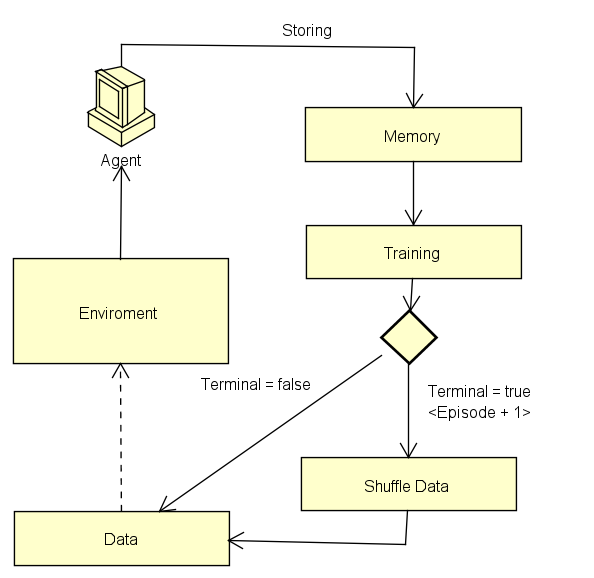 Storing
Memory
Agent
Training
Enviroment
Terminal = false
Terminal = true
<Episode + 1>
Shuffle Data
Data